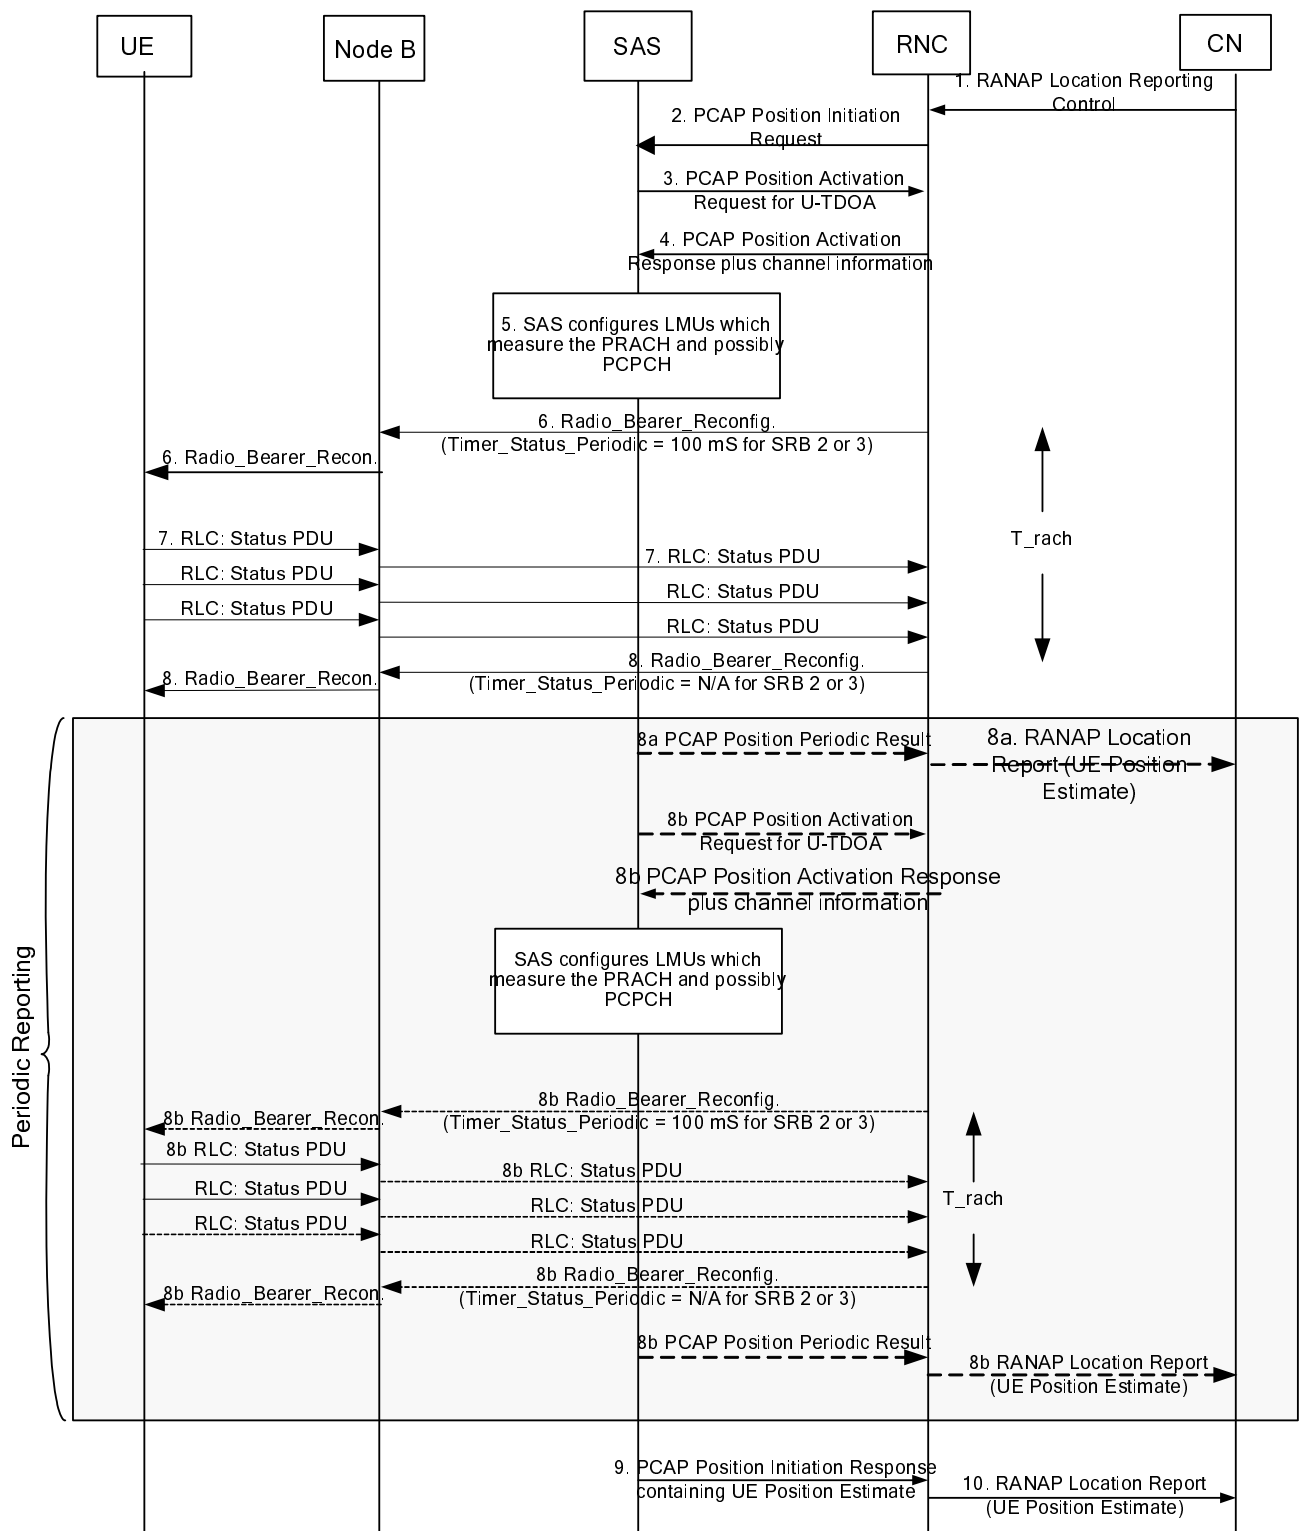 UE
Node B
SAS
RNC
CN
1. RANAP Location Reporting
Control
2. PCAP Position Initiation
Request
3. PCAP Position Activation
Request for U-TDOA
4. PCAP Position Activation
Response plus channel information
5. SAS configures LMUs which
measure the PRACH and possibly
PCPCH
6. Radio_Bearer_Reconfig.
(Timer_Status_Periodic = 100 mS for SRB 2 or 3)
6. Radio_Bearer_Recon.
7. RLC: Status PDU
7. RLC: Status PDU
RLC: Status PDU
RLC: Status PDU
RLC: Status PDU
RLC: Status PDU
T_rach
8. Radio_Bearer_Reconfig.
(Timer_Status_Periodic = N/A for SRB 2 or 3)
8. Radio_Bearer_Recon.
Periodic Reporting
8a PCAP Position Periodic Result
8a. RANAP Location
Report (UE Position
Estimate)
8b PCAP Position Activation
Request for U-TDOA
8b PCAP Position Activation Response
plus channel information
SAS configures LMUs which
measure the PRACH and possibly
PCPCH
8b Radio_Bearer_Reconfig.
(Timer_Status_Periodic = 100 mS for SRB 2 or 3)
8b Radio_Bearer_Recon.
8b RLC: Status PDU
8b RLC: Status PDU
RLC: Status PDU
RLC: Status PDU
RLC: Status PDU
RLC: Status PDU
T_rach
8b Radio_Bearer_Reconfig.
(Timer_Status_Periodic = N/A for SRB 2 or 3)
8b Radio_Bearer_Recon.
8b PCAP Position Periodic Result
8b RANAP Location Report
(UE Position Estimate)
9. PCAP Position Initiation Response
containing UE Position Estimate
10. RANAP Location Report
(UE Position Estimate)